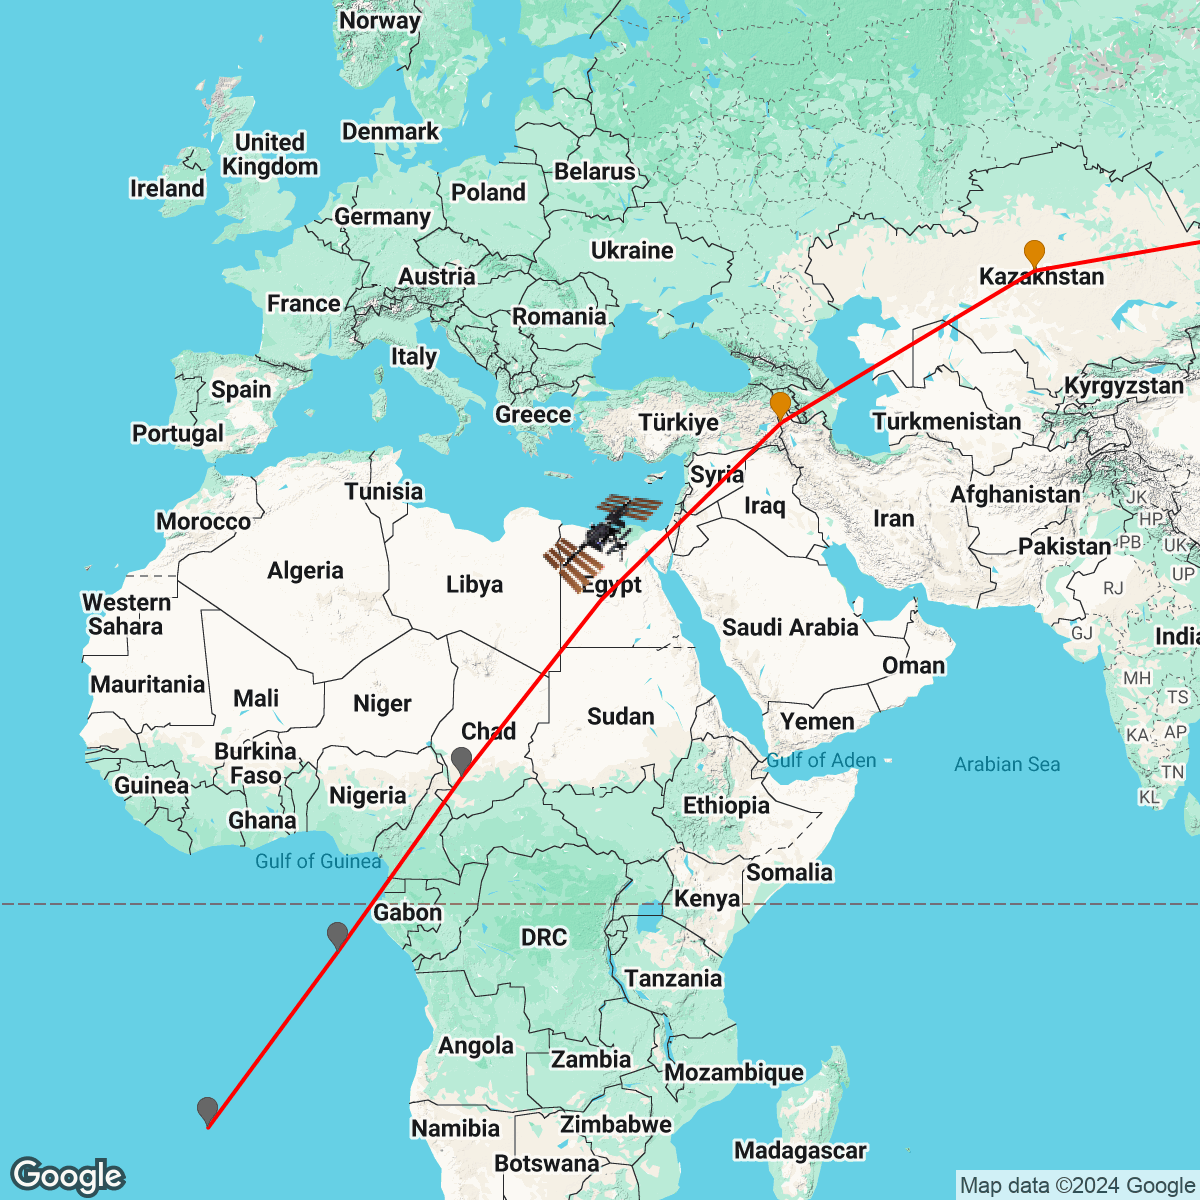 Norway
Denmark
United
Kingdom
Ireland
Belarus
Poland
Germany
Ukraine
Austria
Kazakhstan
France
Romania
Italy
Spain
Kyrgyzstan
Greece
Türkiye
Turkmenistan
Portugal
Syria
Tunisia
Afghanistan
JK
Iraq
Morocco
Iran
HP
Pakistan
PB
UK
Algeria
Libya
Egypt
UP
RJ
Western
Sahara
Saudi Arabia
GJ
India
Oman
Mauritania
MH
Mali
Niger
TS
Sudan
Yemen
Chad
KA
AP
Burkina
Faso
Gulf of Aden
Arabian Sea
TN
Guinea
Nigeria
KL
Ethiopia
Ghana
Gulf of Guinea
Somalia
Kenya
Gabon
DRC
Tanzania
Angola
Zambia
Mozambique
Namibia
Zimbabwe
Madagascar
Botswana
Google
Map data ©2024 Google